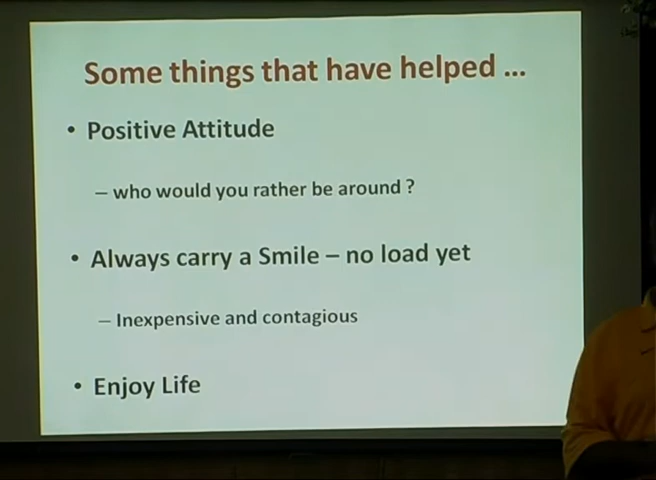 Some things that have helped ...
• Positive Attitude
– who would you rather be around ?
• Always carry a Smile – no load yet
– Inexpensive and contagious
• Enjoy Life